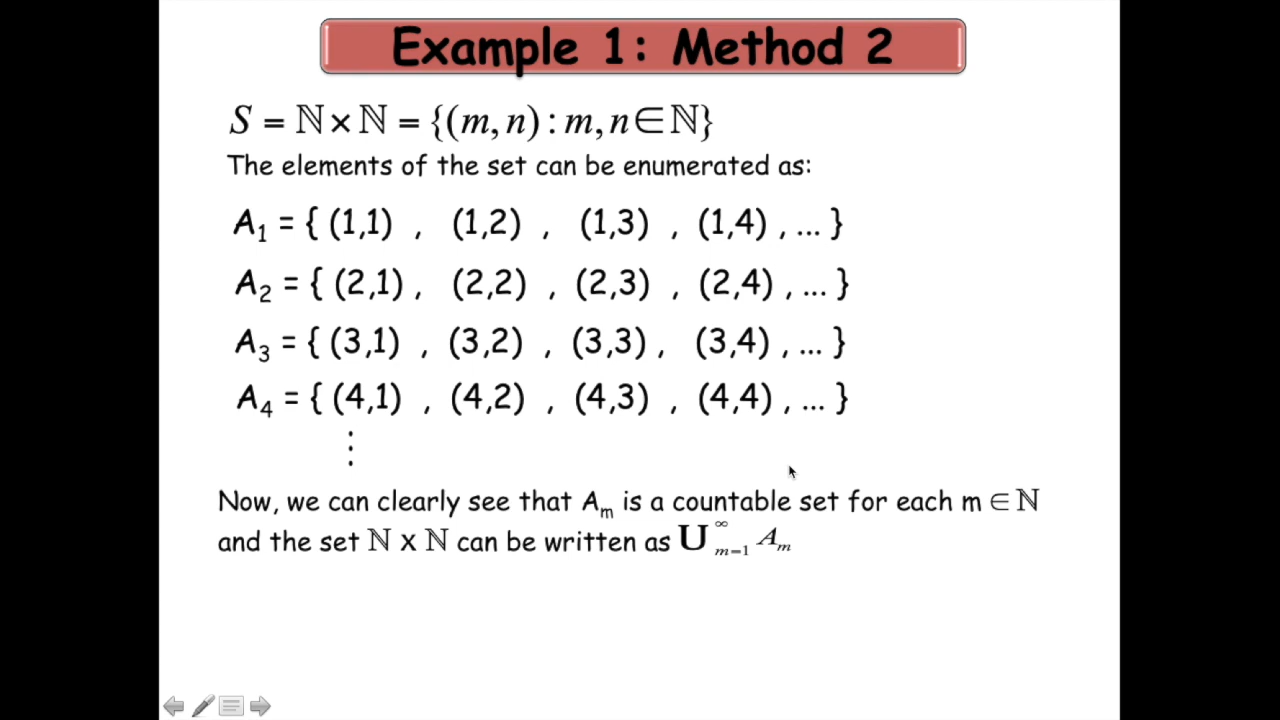 Example 1: Method 2
S = ℕ × ℕ = {(m, n) : m, n ∈ ℕ}
The elements of the set can be enumerated as:
A₁ = { (1,1) , (1,2) , (1,3) , (1,4) , ... }
A₂ = { (2,1) , (2,2) , (2,3) , (2,4) , ... }
A₃ = { (3,1) , (3,2) , (3,3) , (3,4) , ... }
A₄ = { (4,1) , (4,2) , (4,3) , (4,4) , ... }
⋮
Now, we can clearly see that Aₘ is a countable set for each m ∈ ℕ
and the set ℕ x ℕ can be written as ∪ ∞ m=1 Aₘ